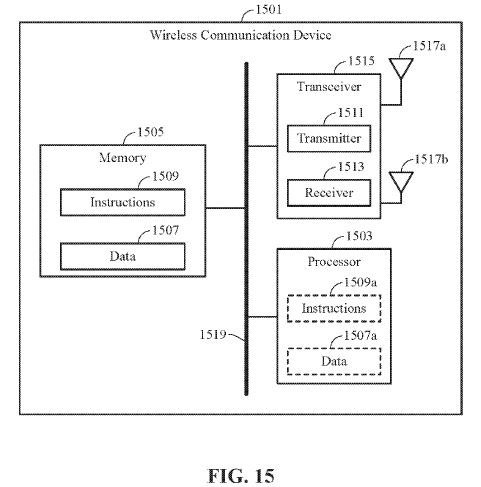 1501
Wireless Communication Device
1517a
1515
Transceiver
1511
Transmitter
1513
Receiver
1517b
1505
Memory
1509
Instructions
1507
Data
1503
Processor
1509a
Instructions
1507a
Data
1519
FIG. 15